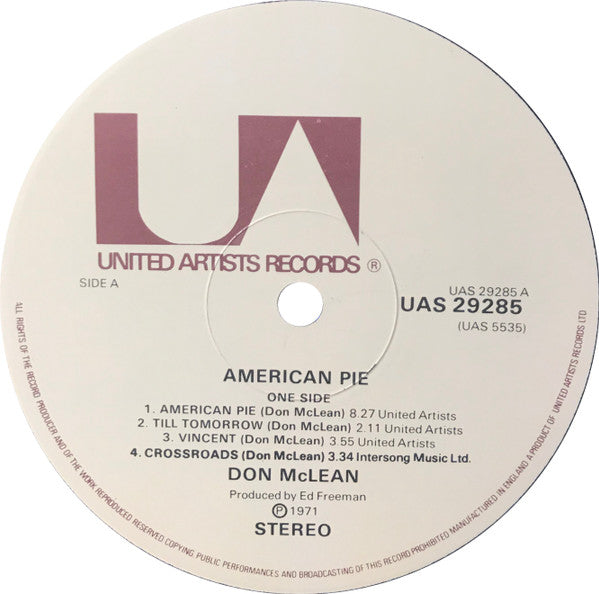 UA
UNITED ARTISTS RECORDS ®
SIDE A
UAS 29285 A
UAS 29285
(UAS 5535)
AMERICAN PIE
ONE SIDE
1. AMERICAN PIE (Don McLean) 8.27 United Artists
2. TILL TOMORROW (Don McLean) 2.11 United Artists
3. VINCENT (Don McLean) 3.55 United Artists
4. CROSSROADS (Don McLean) 3.34 Intersong Music Ltd.
DON McLEAN
Produced by Ed Freeman
Ⓟ 1971
STEREO
ALL RIGHTS OF THE RECORD PRODUCER AND OF THE WORK REPRODUCED RESERVED COPYING PUBLIC PERFORMANCES AND BROADCASTING OF THIS RECORD PROHIBITED MANUFACTURED IN ENGLAND A PRODUCT OF UNITED ARTISTS RECORDS LTD